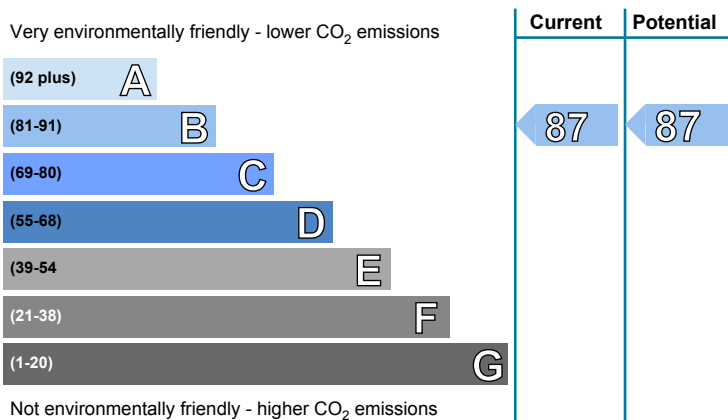 Current Potential
Very environmentally friendly - lower CO2 emissions
(92 plus) A
(81-91) B 87 87
(69-80) C
(55-68) D
(39-54 E
(21-38) F
(1-20) G
Not environmentally friendly - higher CO2 emissions